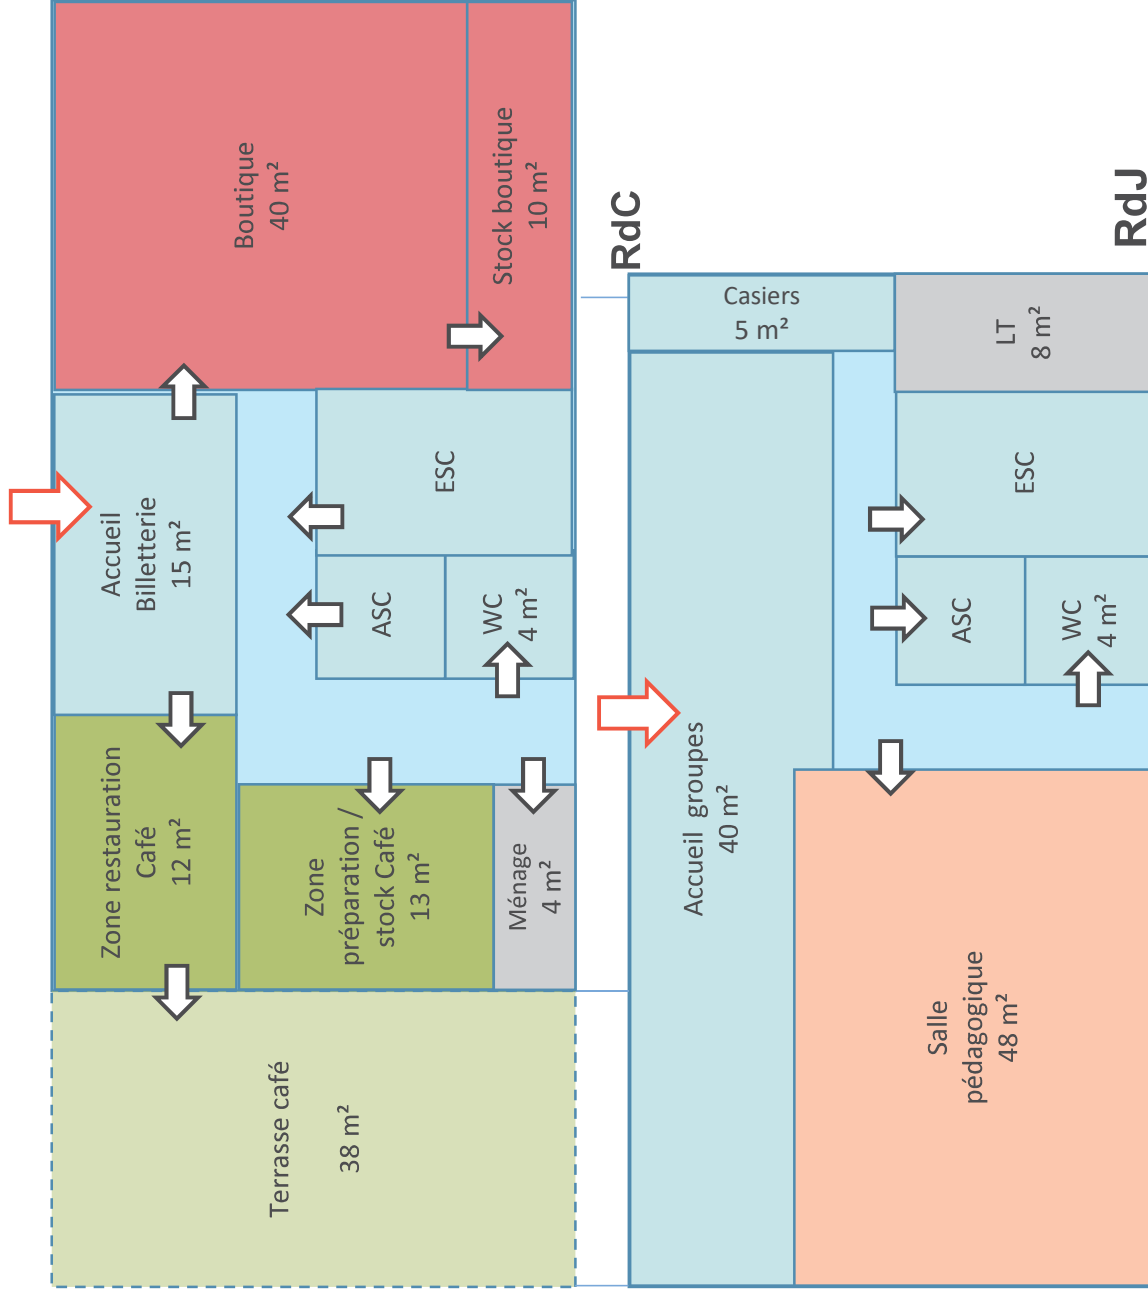 Terrasse café
38 m²
Zone restauration
Café
12 m²
Accueil
Billetterie
15 m²
Boutique
40 m²
Zone
préparation /
stock Café
13 m²
Ménage
4 m²
ASC
WC
4 m²
ESC
Stock boutique
10 m²
RdC
Accueil groupes
40 m²
Casiers
5 m²
Salle
pédagogique
48 m²
ASC
WC
4 m²
ESC
LT
8 m²
RdJ